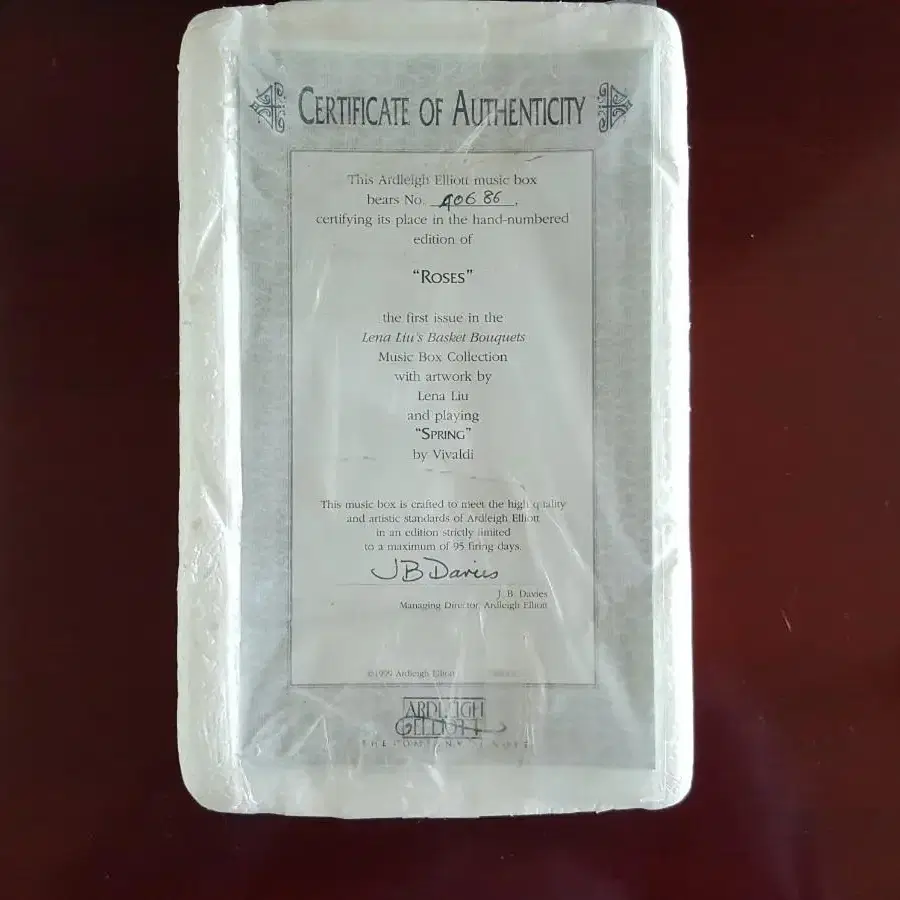 CERTIFICATE OF AUTHENTICITY
This Ardleigh Elliott music box
bears No. A0686,
certifying its place in the hand-numbered
edition of
"ROSES"
the first issue in the
Lena Liu's Basket Bouquets
Music Box Collection
with artwork by
Lena Liu
and playing
"SPRING"
by Vivaldi
This music box is crafted to meet the high quality
and artistic standards of Ardleigh Elliott
in an edition strictly limited
to a maximum of 95 firing days.
JB Davies
J. B. Davies
Managing Director, Ardleigh Elliott
Ardleigh Elliott
ARDLEIGH
ELLIOTT